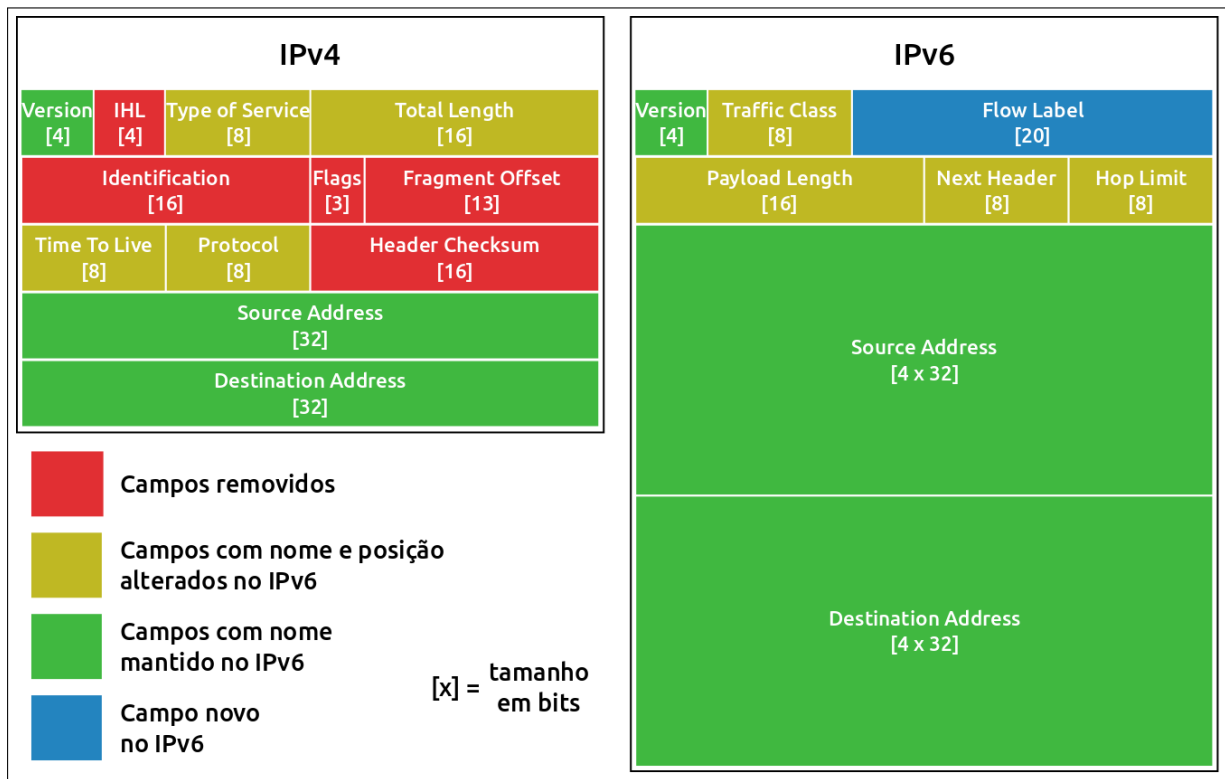 IPv4
Version
[4]
IHL
[4]
Type of Service
[8]
Total Length
[16]
Identification
[16]
Flags
[3]
Fragment Offset
[13]
Time To Live
[8]
Protocol
[8]
Header Checksum
[16]
Source Address
[32]
Destination Address
[32]
Campos removidos
Campos com nome e posição
alterados no IPv6
Campos com nome
mantido no IPv6
Campo novo
no IPv6
[x] = tamanho
em bits
IPv6
Version
[4]
Traffic Class
[8]
Flow Label
[20]
Payload Length
[16]
Next Header
[8]
Hop Limit
[8]
Source Address
[4 x 32]
Destination Address
[4 x 32]